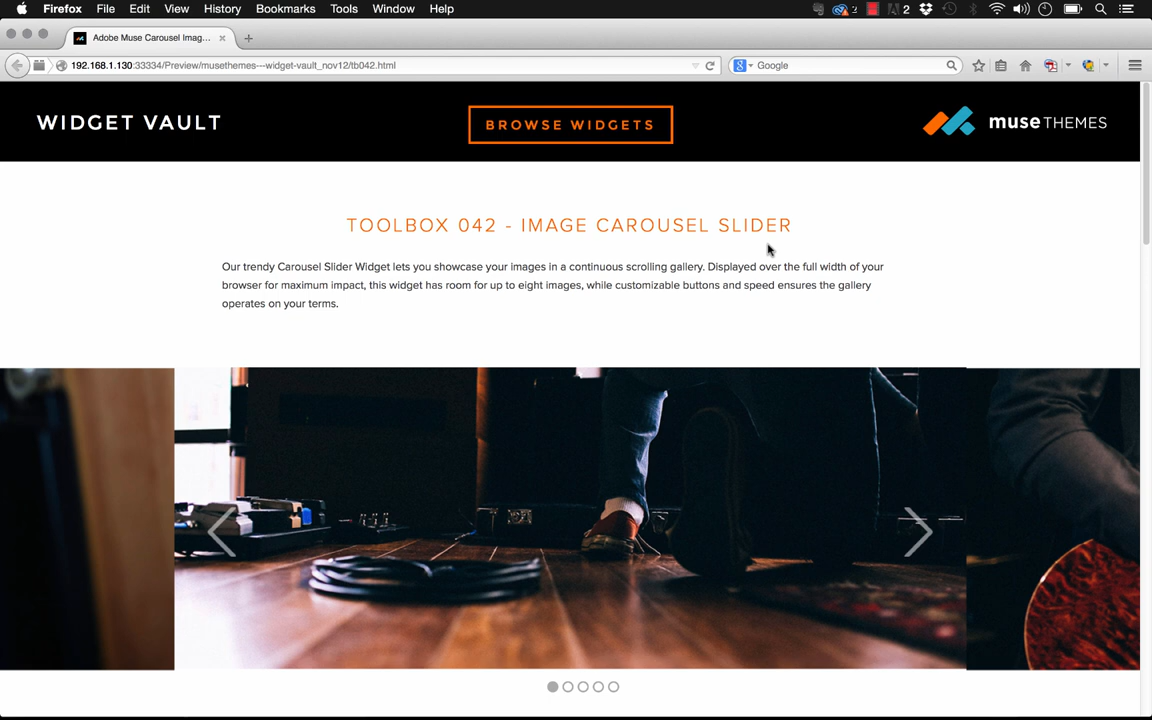 Firefox File Edit View History Bookmarks Tools Window Help 2 2
Adobe Muse Carousel Imag...
192.168.1.130:33334/Preview/musethemes---widget-vault_nov12/tb042.html Google
WIDGET VAULT
BROWSE WIDGETS
museTHEMES
TOOLBOX 042 - IMAGE CAROUSEL SLIDER
Our trendy Carousel Slider Widget lets you showcase your images in a continuous scrolling gallery. Displayed over the full width of your
browser for maximum impact, this widget has room for up to eight images, while customizable buttons and speed ensures the gallery
operates on your terms.